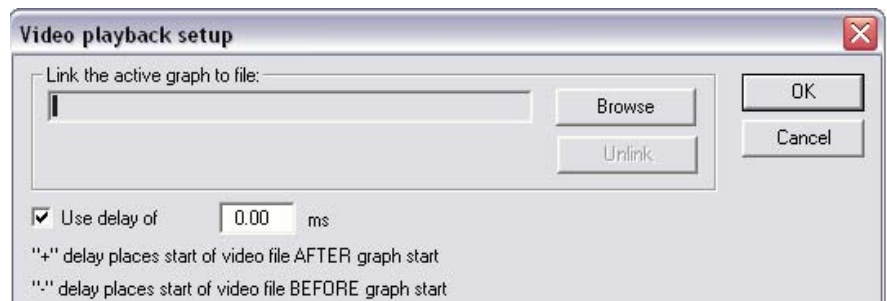 Video playback setup
Link the active graph to file:
OK
Browse
Cancel
Unlink
Use delay of 0.00 ms
"+" delay places start of video file AFTER graph start
"-" delay places start of video file BEFORE graph start